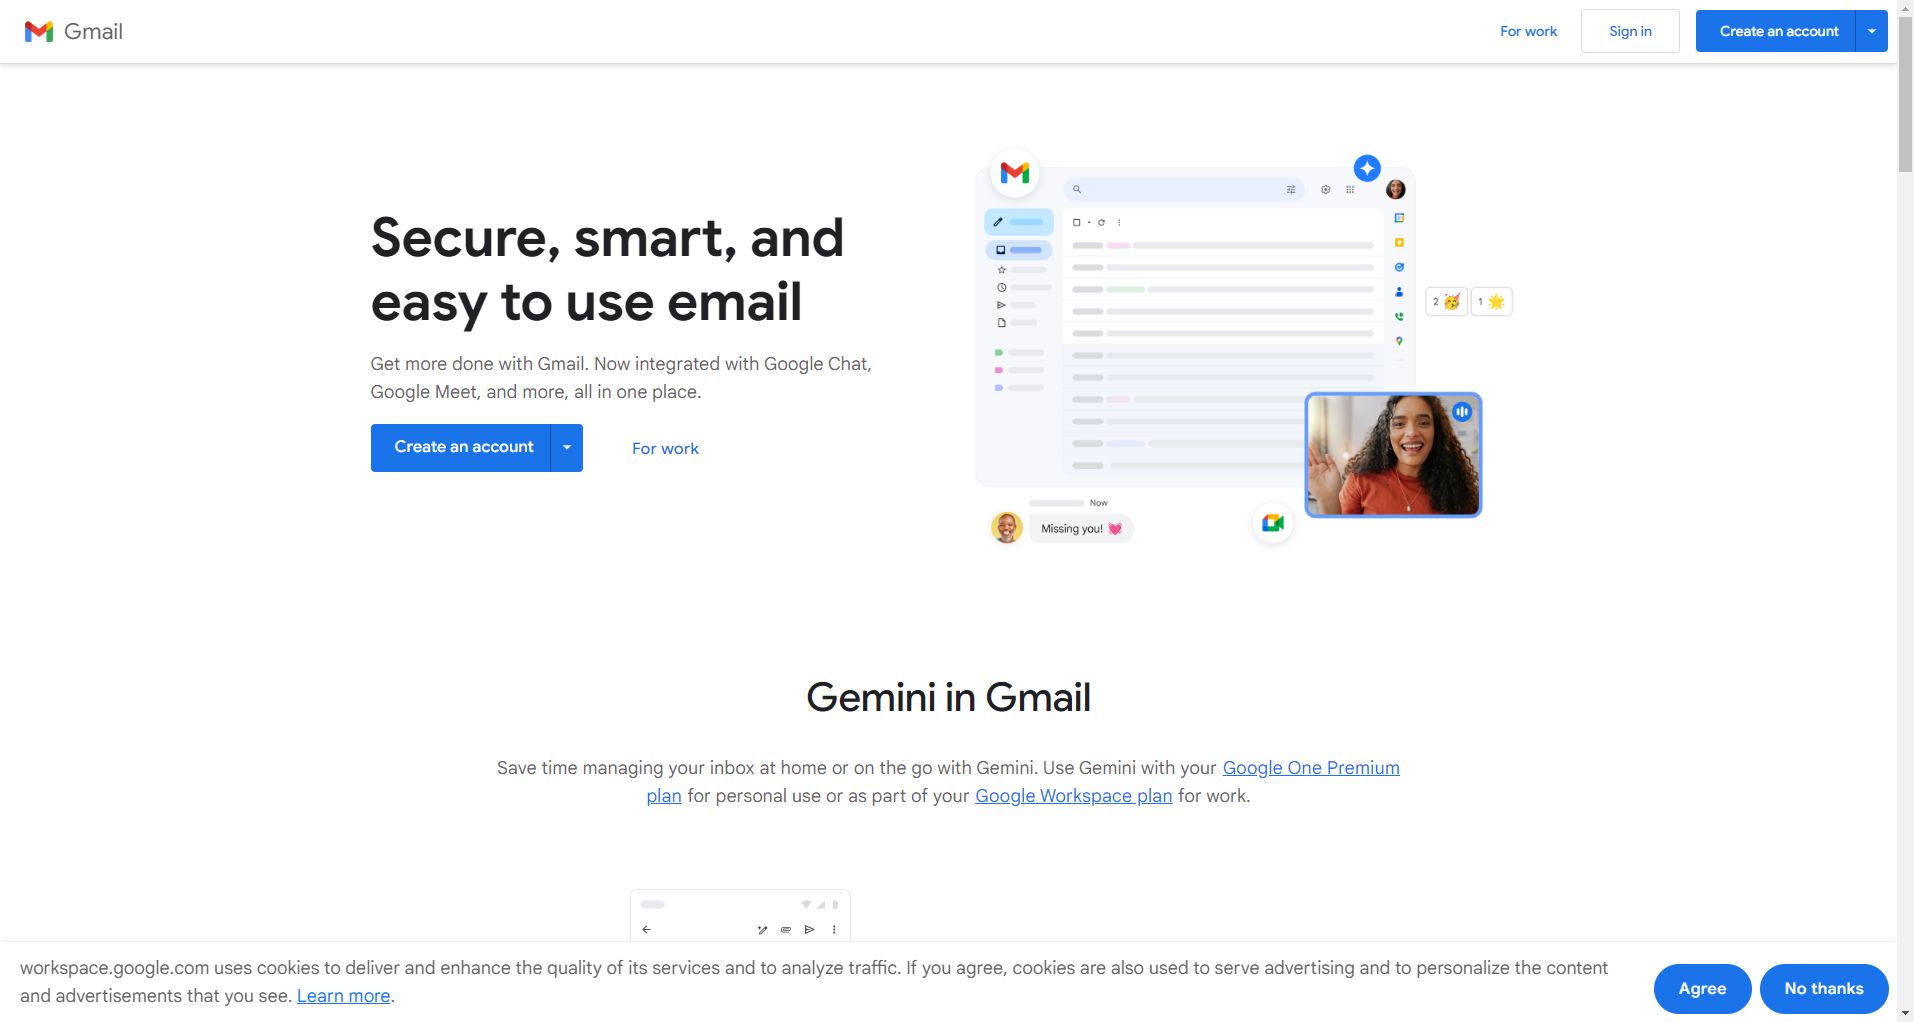 Gmail
For work
Sign in
Create an account
Secure, smart, and
easy to use email
Get more done with Gmail. Now integrated with Google Chat,
Google Meet, and more, all in one place.
Create an account
For work
2
1
Now
Missing you!
Gemini in Gmail
Save time managing your inbox at home or on the go with Gemini. Use Gemini with your Google One Premium
plan for personal use or as part of your Google Workspace plan for work.
workspace.google.com uses cookies to deliver and enhance the quality of its services and to analyze traffic. If you agree, cookies are also used to serve advertising and to personalize the content
and advertisements that you see. Learn more.
Agree
No thanks